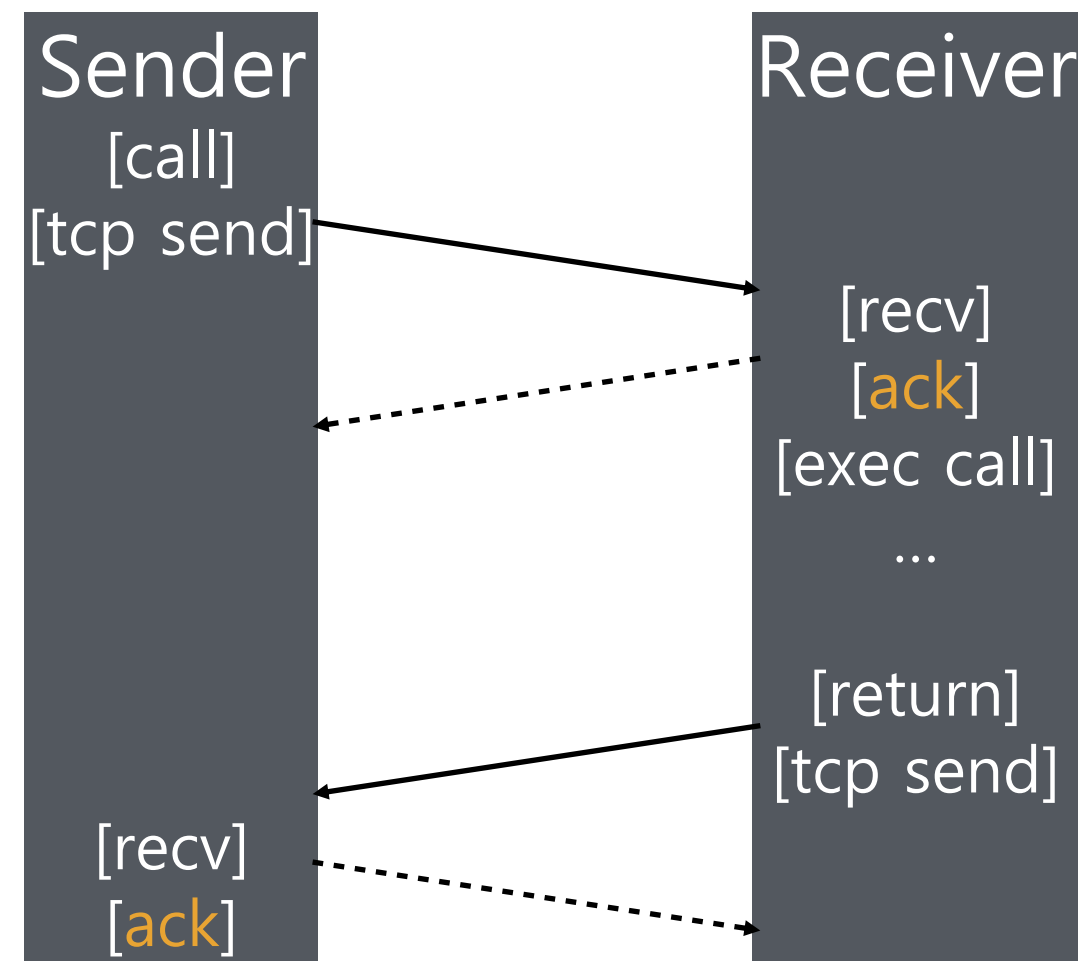 Sender
[call]
[tcp send]
[recv]
[ack]
Receiver
[recv]
[ack]
[exec call]
...
[return]
[tcp send]